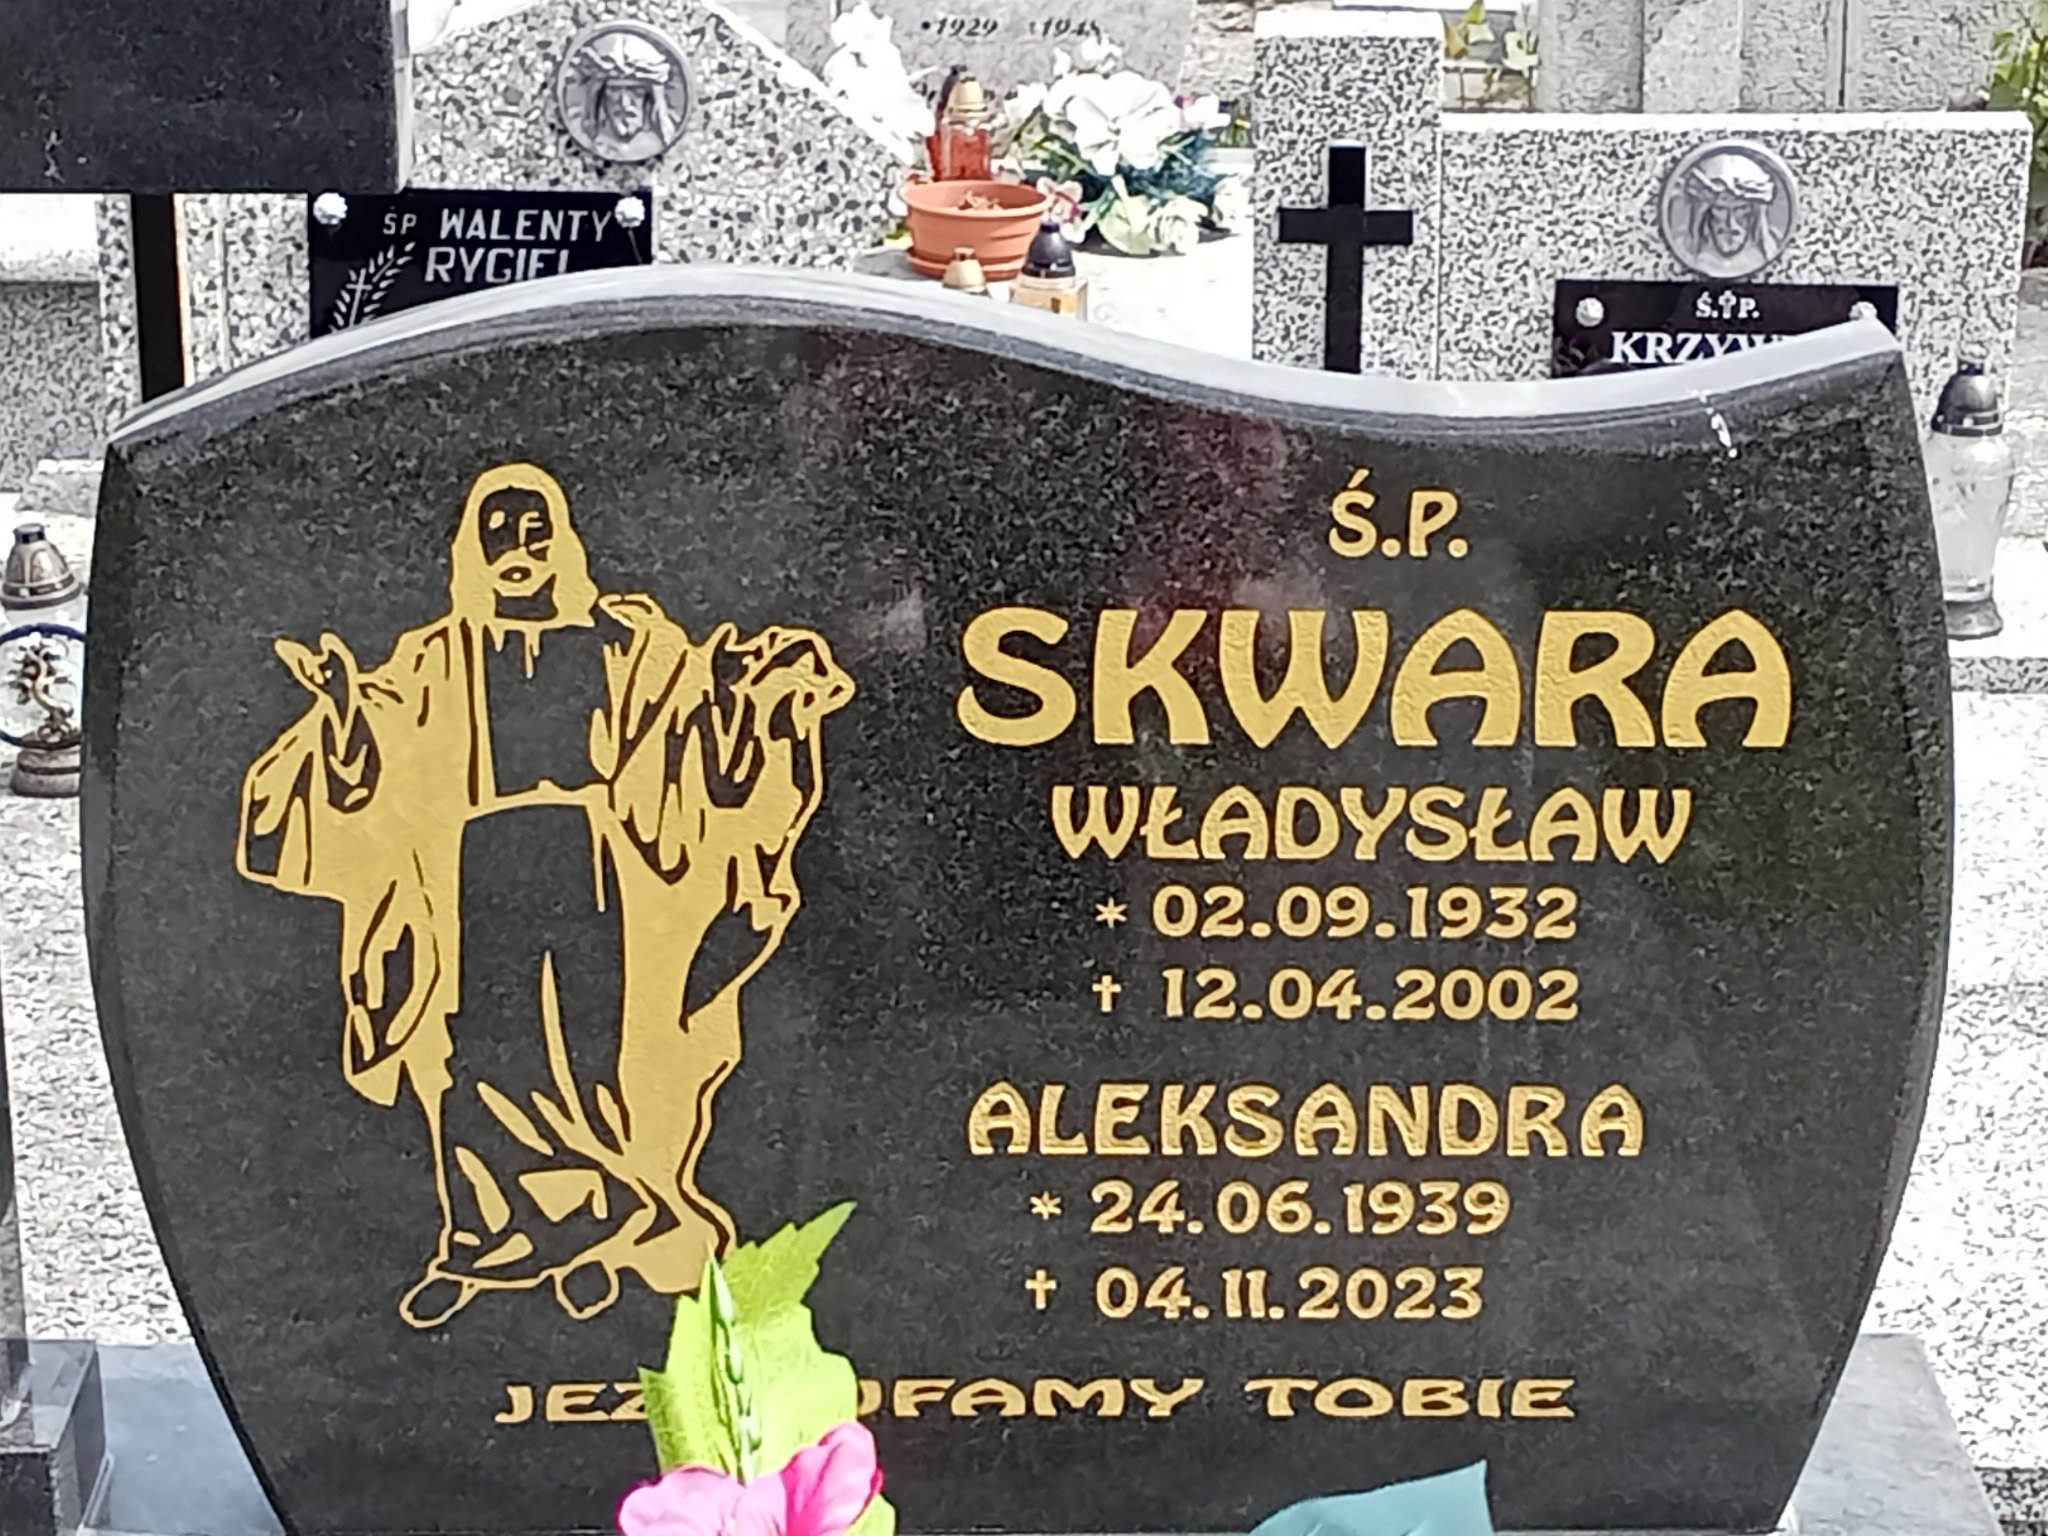 *1929 1948
ŚP WALENTY
RYGIEL
Ś.†P.
Ś.P.
SKWARA
WŁADYSŁAW
* 02.09.1932
† 12.04.2002
ALEKSANDRA
* 24.06.1939
† 04.11.2023
JEZ UFAMY TOBIE